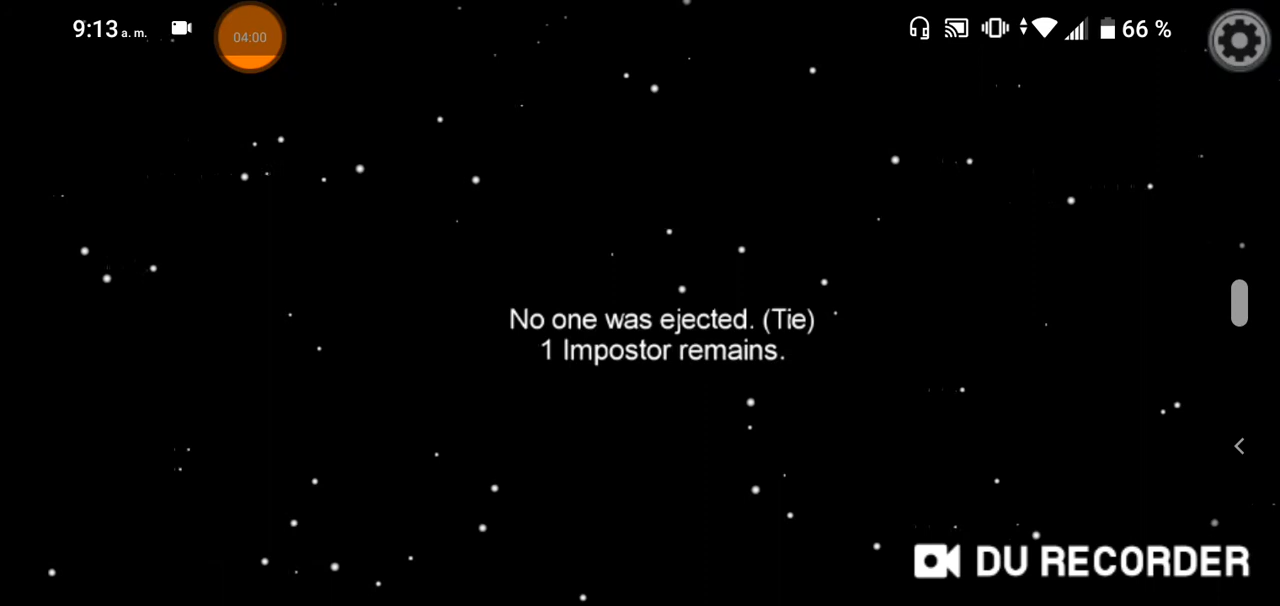 9:13 a. m.
04:00
66 %
No one was ejected. (Tie)
1 Impostor remains.
DU RECORDER